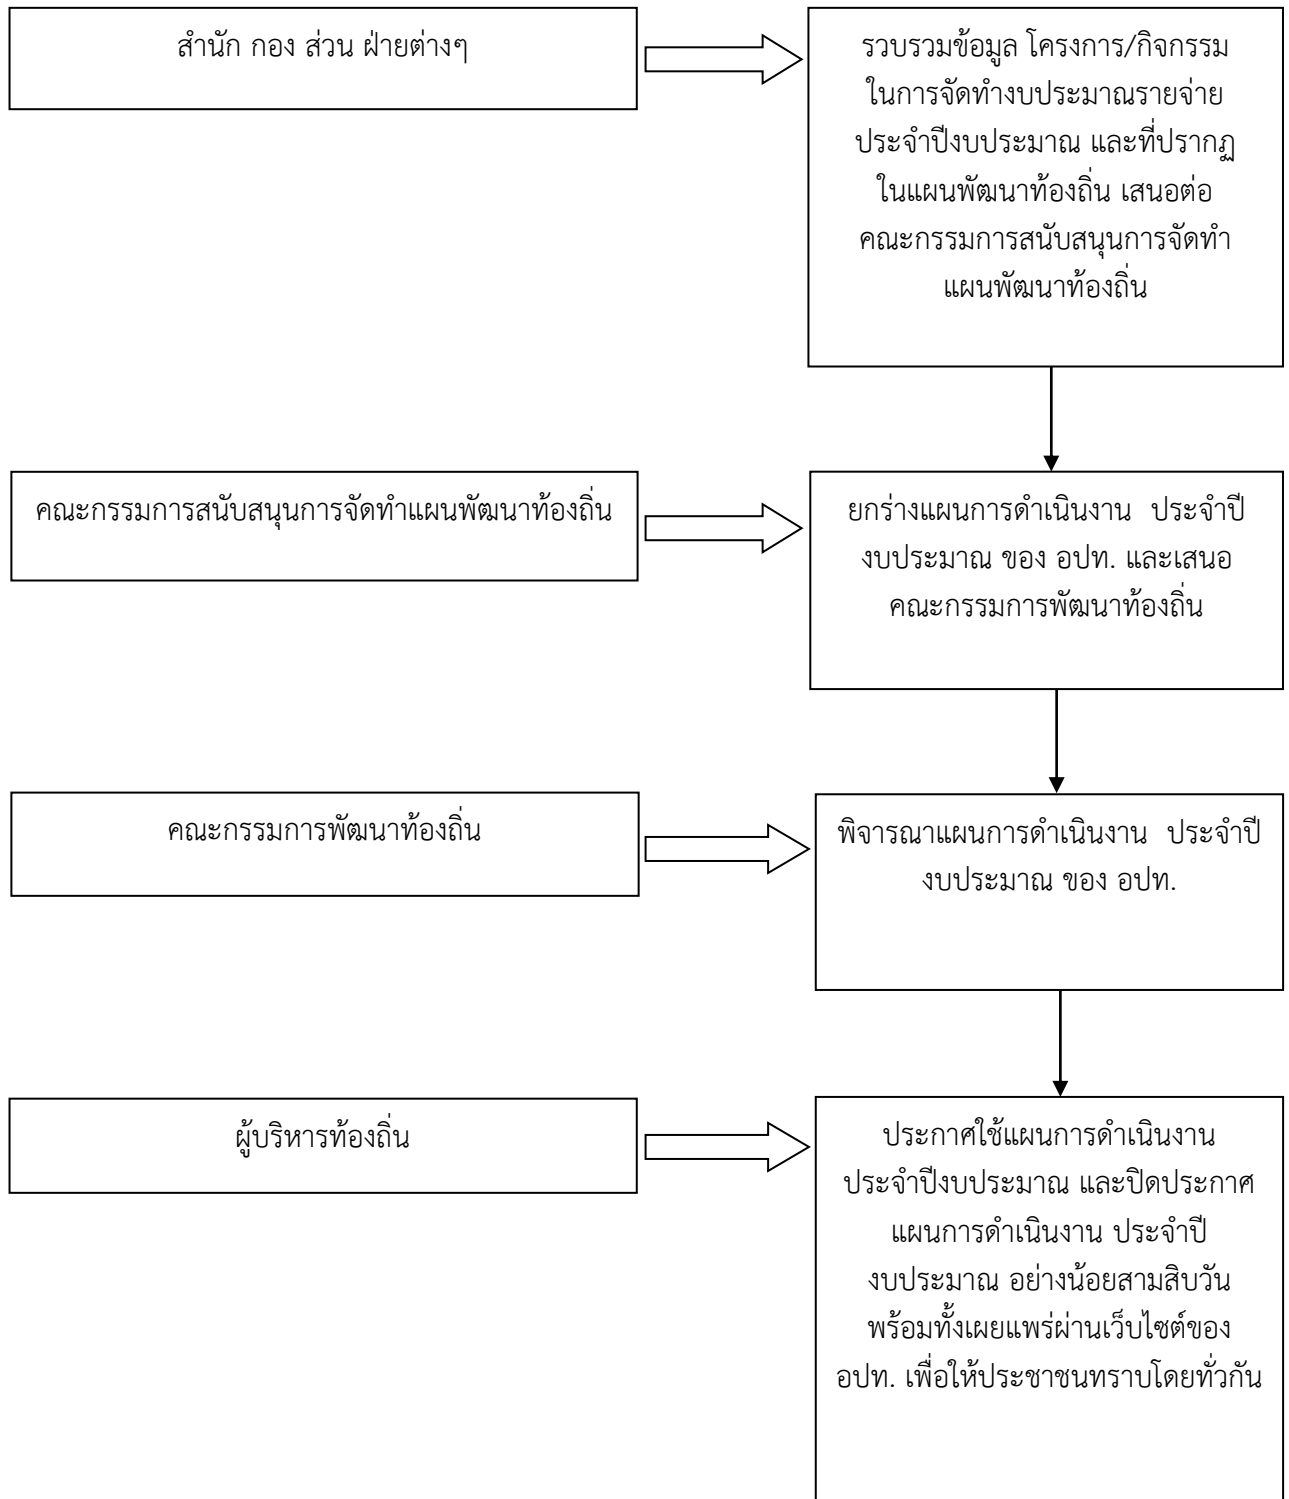 สำนัก กอง ส่วน ฝ่ายต่างๆ
รวบรวมข้อมูล โครงการ/กิจกรรม
ในการจัดทำงบประมาณรายจ่าย
ประจำปีงบประมาณ และที่ปรากฏ
ในแผนพัฒนาท้องถิ่น เสนอต่อ
คณะกรรมการสนับสนุนการจัดทำ
แผนพัฒนาท้องถิ่น
คณะกรรมการสนับสนุนการจัดทำแผนพัฒนาท้องถิ่น
ยกร่างแผนการดำเนินงาน ประจำปี
งบประมาณ ของ อปท. และเสนอ
คณะกรรมการพัฒนาท้องถิ่น
คณะกรรมการพัฒนาท้องถิ่น
พิจารณาแผนการดำเนินงาน ประจำปี
งบประมาณ ของ อปท.
ผู้บริหารท้องถิ่น
ประกาศใช้แผนการดำเนินงาน
ประจำปีงบประมาณ และปิดประกาศ
แผนการดำเนินงาน ประจำปี
งบประมาณ อย่างน้อยสามสิบวัน
พร้อมทั้งเผยแพร่ผ่านเว็บไซต์ของ
อปท. เพื่อให้ประชาชนทราบโดยทั่วกัน